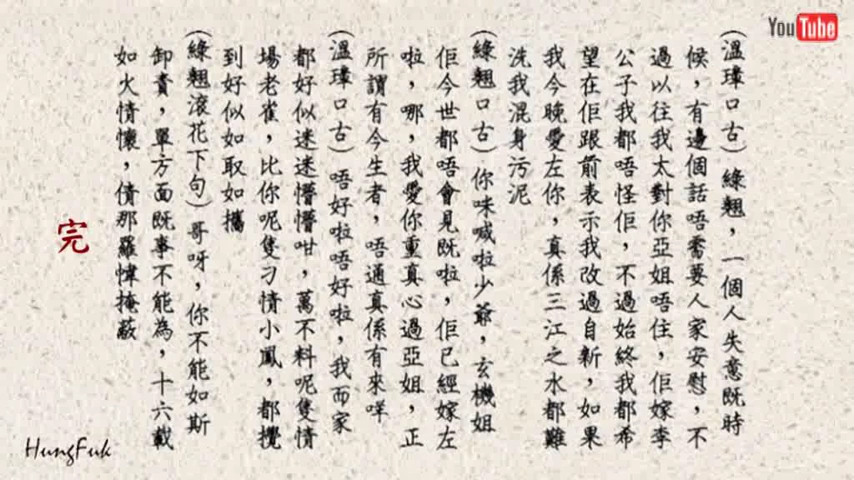 YouTube
(溫璋口古) 綠翹，一個人失意既時
候，有邊個話唔需要人家安慰，不
過以往我太對你亞姐唔住，佢嫁李
公子我都唔怪佢，不過始終我都希
望在佢跟前表示我改過自新，如果
我今晚愛左你，真係三江之水都難
洗我混身污泥
(綠翹口古) 你咪喊啦少爺，玄機姐
佢今世都唔會見既啦，佢已經嫁左
啦，哪，我愛你重真心過亞姐，正
所謂有今生者，唔通真係有來咩
(溫璋口古) 唔好啦唔好啦，我而家
都好似迷迷懵懵咁，萬不料呢隻情
場老雀，比你呢隻刁情小鳳，都攪
到好似如取如攜
(綠翹滾花下句) 哥呀，你不能如斯
卸責，單方面既事不能為，十六載
如火情懷，倩那羅幃掩蔽
完
HungFuk